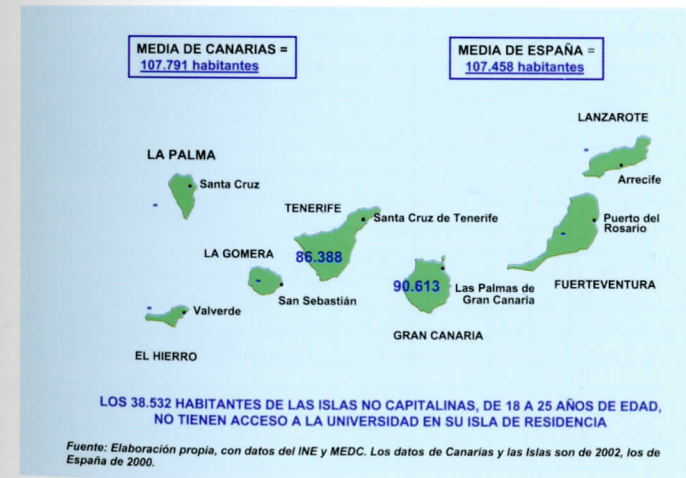 MEDIA DE CANARIAS =
107.791 habitantes
MEDIA DE ESPAÑA =
107.458 habitantes
LANZAROTE
-
Arrecife
LA PALMA
Santa Cruz
-
TENERIFE
Santa Cruz de Tenerife
86.388
Puerto del
Rosario
-
FUERTEVENTURA
LA GOMERA
-
San Sebastián
90.613
Las Palmas de
Gran Canaria
GRAN CANARIA
-
Valverde
EL HIERRO
LOS 38.532 HABITANTES DE LAS ISLAS NO CAPITALINAS, DE 18 A 25 AÑOS DE EDAD,
NO TIENEN ACCESO A LA UNIVERSIDAD EN SU ISLA DE RESIDENCIA
Fuente: Elaboración propia, con datos del INE y MEDC. Los datos de Canarias y las Islas son de 2002, los de
España de 2000.